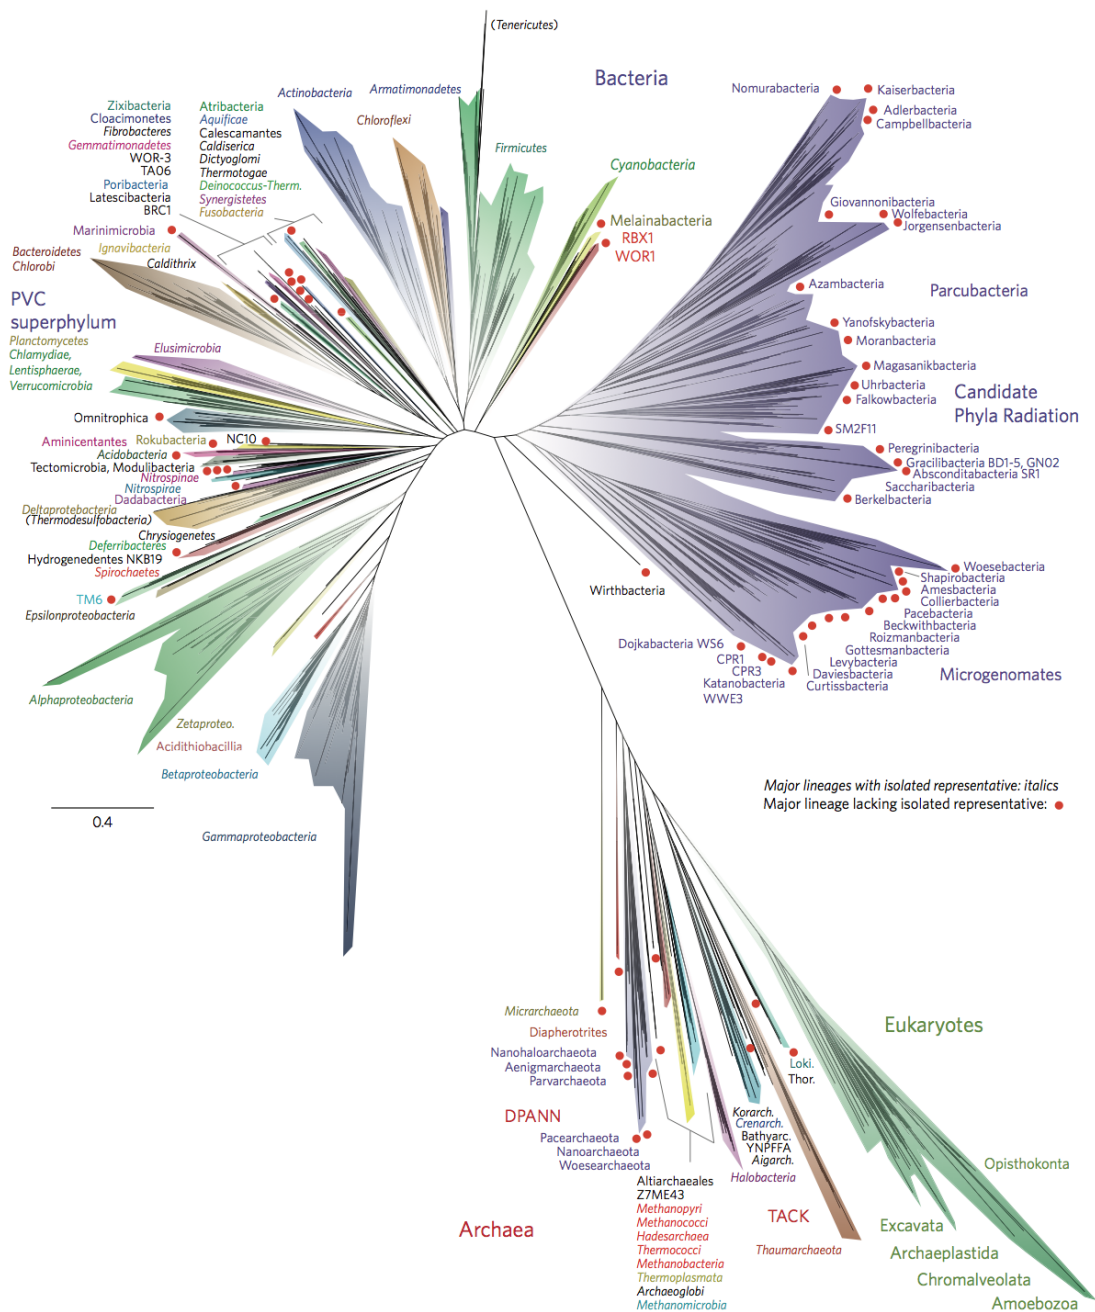 (Tenericutes)
Bacteria
Actinobacteria
Armatimonadetes
Chloroflexi
Firmicutes
Cyanobacteria
Melainabacteria
RBX1
WOR1
Zixibacteria
Cloacimonetes
Fibrobacteres
Gemmatimonadetes
WOR-3
TA06
Poribacteria
Latescibacteria
BRC1
Atribacteria
Aquificae
Calescamantes
Caldiserica
Dictyoglomi
Thermotogae
Deinococcus-Therm.
Synergistetes
Fusobacteria
Marinimicrobia
Ignavibacteria
Caldithrix
Bacteroidetes
Chlorobi
PVC
superphylum
Planctomycetes
Chlamydiae,
Lentisphaerae,
Verrucomicrobia
Elusimicrobia
Omnitrophica
Aminicentantes
Rokubacteria
NC10
Acidobacteria
Tectomicrobia, Modulibacteria
Nitrospinae
Nitrospirae
Dadabacteria
Deltaprotebacteria
(Thermodesulfobacteria)
Chrysiogenetes
Deferribacteres
Hydrogenedentes NKB19
Spirochaetes
TM6
Epsilonproteobacteria
Alphaproteobacteria
Zetaproteo.
Acidithiobacillia
Betaproteobacteria
Gammaproteobacteria
0.4
Nomurabacteria
Kaiserbacteria
Adlerbacteria
Campbellbacteria
Giovannonibacteria
Wolfebacteria
Jorgensenbacteria
Azambacteria
Parcubacteria
Yanofskybacteria
Moranbacteria
Magasanikbacteria
Uhrbacteria
Falkowbacteria
Candidate
Phyla Radiation
SM2F11
Peregrinibacteria
Gracilibacteria BD1-5, GN02
Absconditabacteria SR1
Saccharibacteria
Berkelbacteria
Woesebacteria
Shapirobacteria
Amesbacteria
Collierbacteria
Pacebacteria
Beckwithbacteria
Roizmanbacteria
Gottesmanbacteria
Levybacteria
Daviesbacteria
Curtissbacteria
Microgenomates
Wirthbacteria
Dojkabacteria WS6
CPR1
CPR3
Katanobacteria
WWE3
Major lineages with isolated representative: italics
Major lineage lacking isolated representative:
Micrarchaeota
Diapherotrites
Nanohaloarchaeota
Aenigmarchaeota
Parvarchaeota
DPANN
Pacearchaeota
Nanoarchaeota
Woesearchaeota
Altiarchaeales
Z7ME43
Methanopyri
Methanococci
Hadesarchaea
Thermococci
Methanobacteria
Thermoplasmata
Archaeoglobi
Methanomicrobia
Halobacteria
Archaea
Korarch.
Crenarch.
Bathyarc.
YNPFFA
Aigarch.
TACK
Thaumarchaeota
Loki.
Thor.
Eukaryotes
Opisthokonta
Excavata
Archaeplastida
Chromalveolata
Amoebozoa